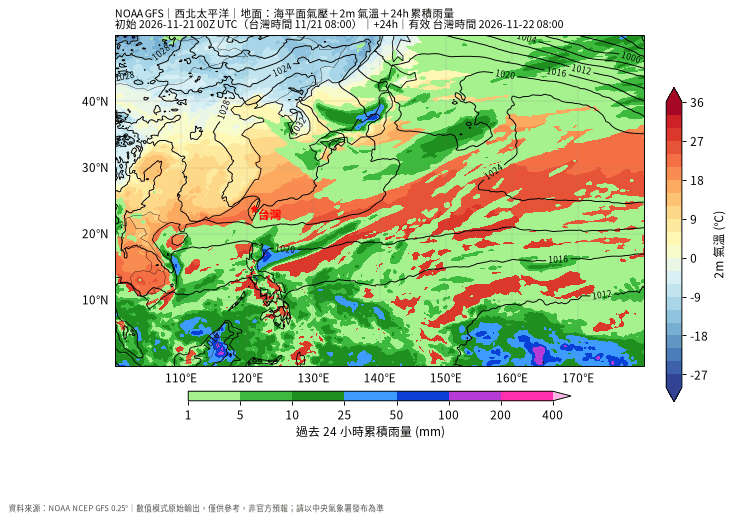 NOAA GFS｜西北太平洋｜地面：海平面氣壓＋2m 氣溫＋24h 累積雨量
初始 2026-11-21 00Z UTC（台灣時間 11/21 08:00）｜+24h｜有效 台灣時間 2026-11-22 08:00
1004
1000
1028
1024
1020
1016
1012
1028
1028
1024
台灣
1020
1016
1012
40°N
30°N
20°N
10°N
110°E 120°E 130°E 140°E 150°E 160°E 170°E
36
27
18
9
0
-9
-18
-27
2m 氣溫 (°C)
1 5 10 25 50 100 200 400
過去 24 小時累積雨量 (mm)
資料來源：NOAA NCEP GFS 0.25°｜數值模式原始輸出，僅供參考，非官方預報；請以中央氣象署發布為準